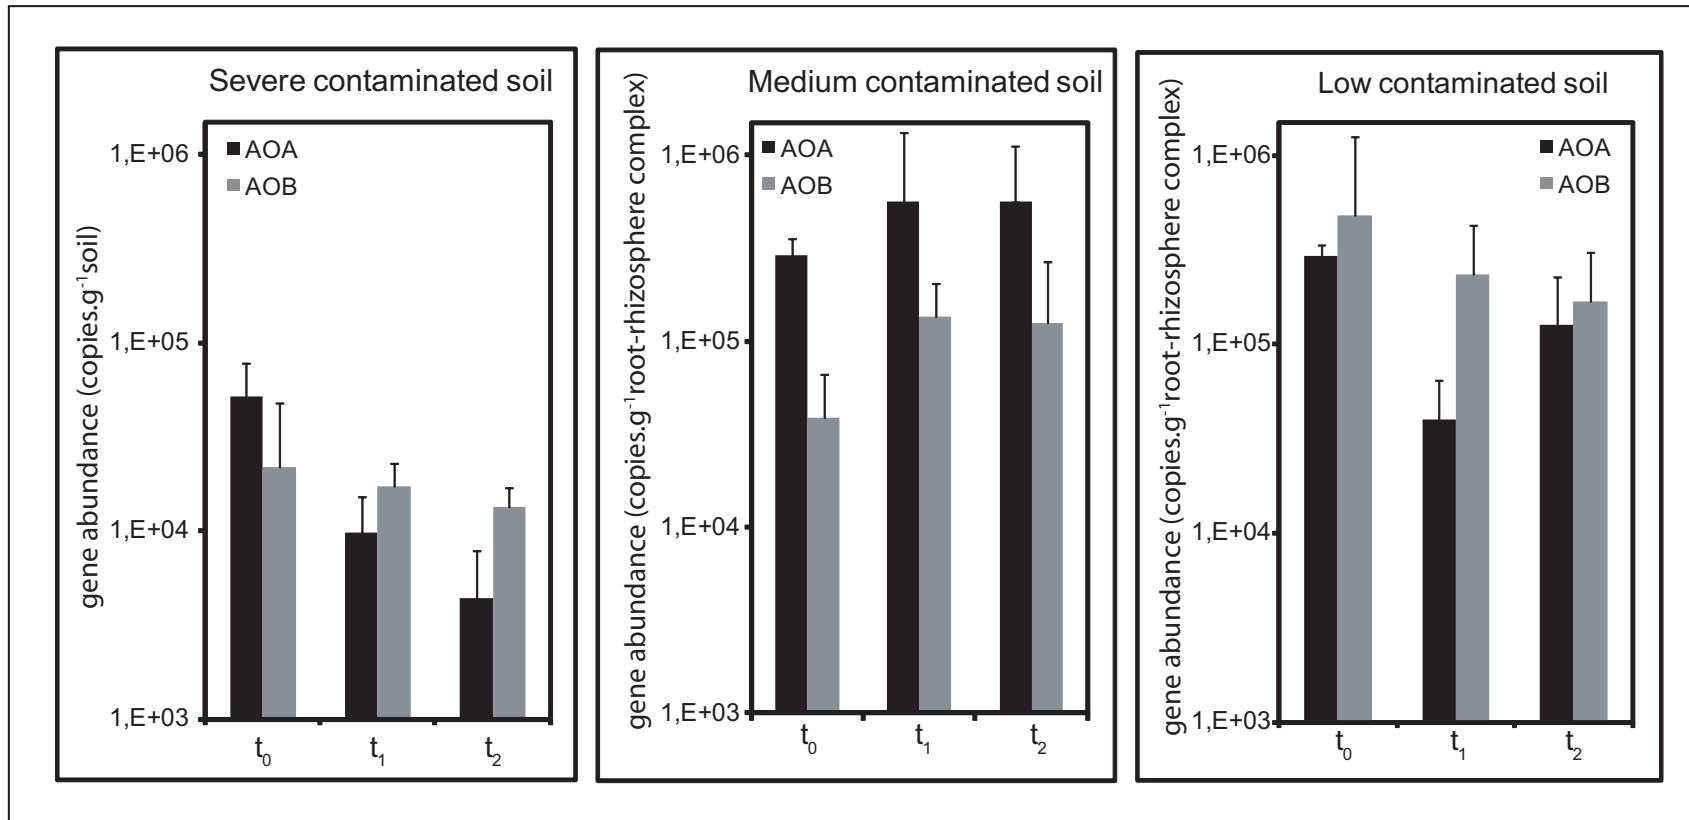 Severe contaminated soil
gene abundance (copies.g⁻¹soil)
AOA
AOB
1,E+06
1,E+05
1,E+04
1,E+03
t₀
t₁
t₂
Medium contaminated soil
gene abundance (copies.g⁻¹root-rhizosphere complex)
AOA
AOB
1,E+06
1,E+05
1,E+04
1,E+03
t₀
t₁
t₂
Low contaminated soil
gene abundance (copies.g⁻¹root-rhizosphere complex)
AOA
AOB
1,E+06
1,E+05
1,E+04
1,E+03
t₀
t₁
t₂